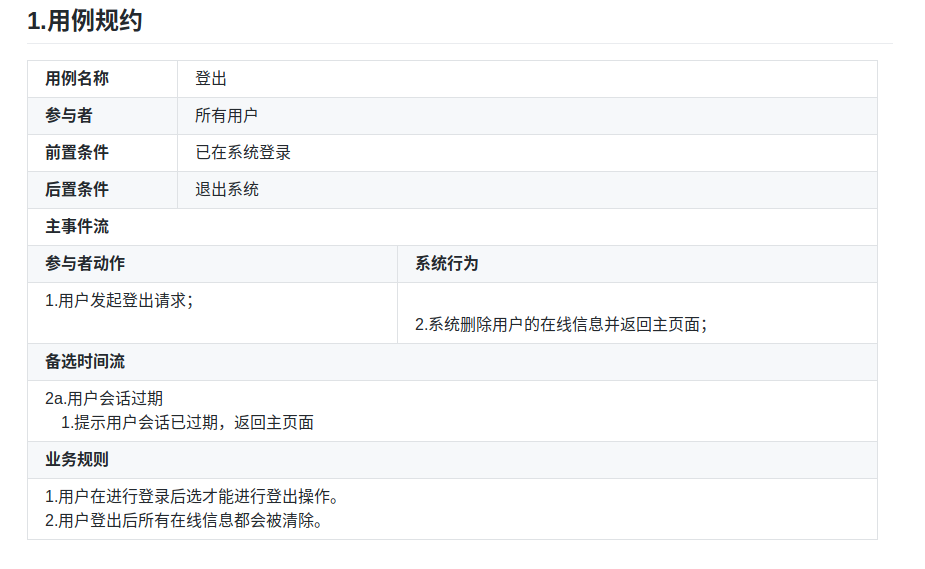 1.用例规约
用例名称 登出
参与者 所有用户
前置条件 已在系统登录
后置条件 退出系统
主事件流
参与者动作 系统行为
1.用户发起登出请求；
2.系统删除用户的在线信息并返回主页面；
备选时间流
2a.用户会话过期
1.提示用户会话已过期，返回主页面
业务规则
1.用户在进行登录后选才能进行登出操作。
2.用户登出后所有在线信息都会被清除。